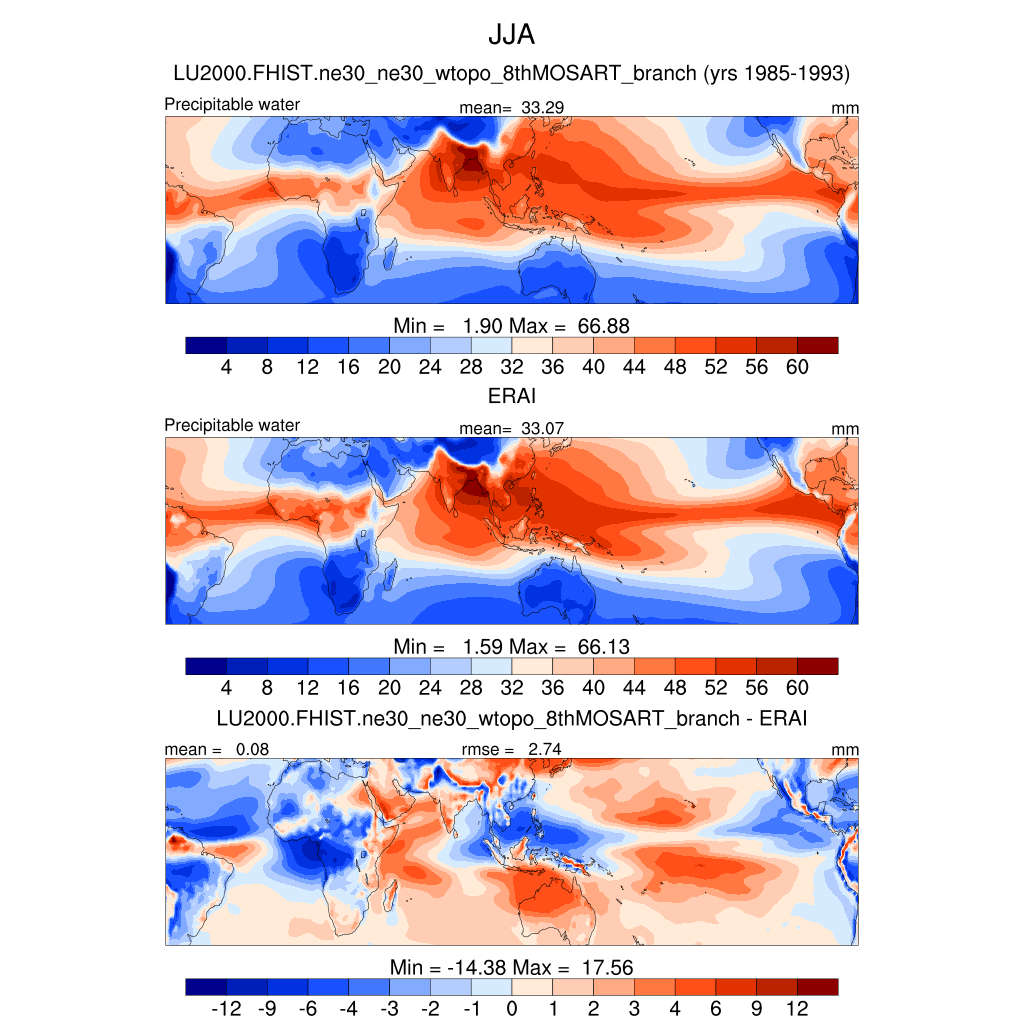 JJA
LU2000.FHIST.ne30_ne30_wtopo_8thMOSART_branch (yrs 1985-1993)
Precipitable water mean= 33.29 mm
Min = 1.90 Max = 66.88
4 8 12 16 20 24 28 32 36 40 44 48 52 56 60
ERAI
Precipitable water mean= 33.07 mm
Min = 1.59 Max = 66.13
4 8 12 16 20 24 28 32 36 40 44 48 52 56 60
LU2000.FHIST.ne30_ne30_wtopo_8thMOSART_branch - ERAI
mean = 0.08 rmse = 2.74 mm
Min = -14.38 Max = 17.56
-12 -9 -6 -4 -3 -2 -1 0 1 2 3 4 6 9 12